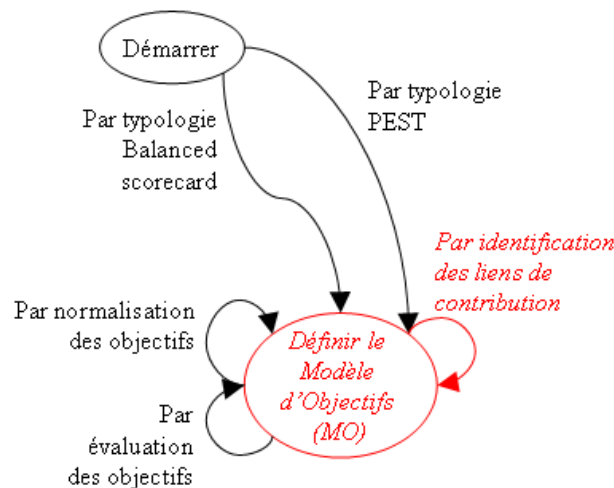 Démarrer
Par typologie
Balanced
scorecard
Par typologie
PEST
Par identification
des liens de
contribution
Par normalisation
des objectifs
Définir le
Modèle
d'Objectifs
(MO)
Par
évaluation
des objectifs